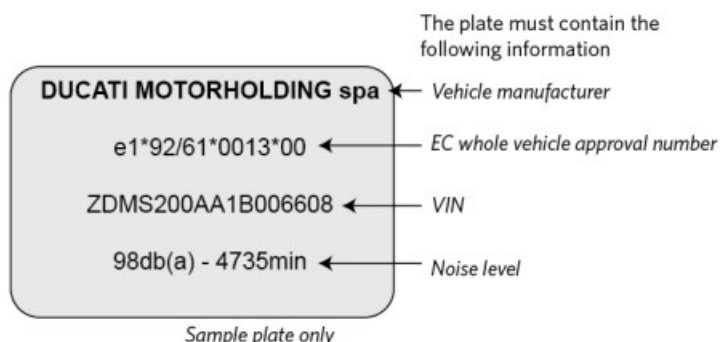 The plate must contain the
following information
DUCATI MOTORHOLDING spa
Vehicle manufacturer
e1*92/61*0013*00
EC whole vehicle approval number
ZDMS200AA1B006608
VIN
98db(a) - 4735min
Noise level
Sample plate only